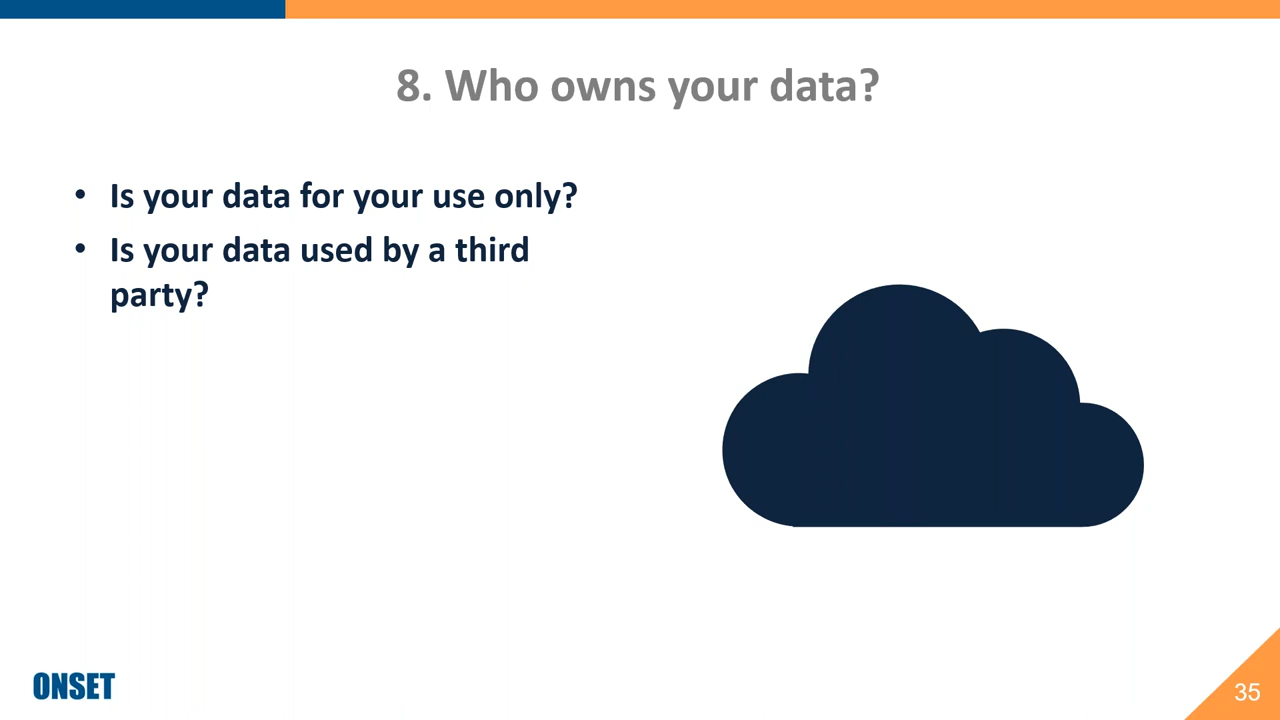 8. Who owns your data?
• Is your data for your use only?
• Is your data used by a third
party?
ONSET
35